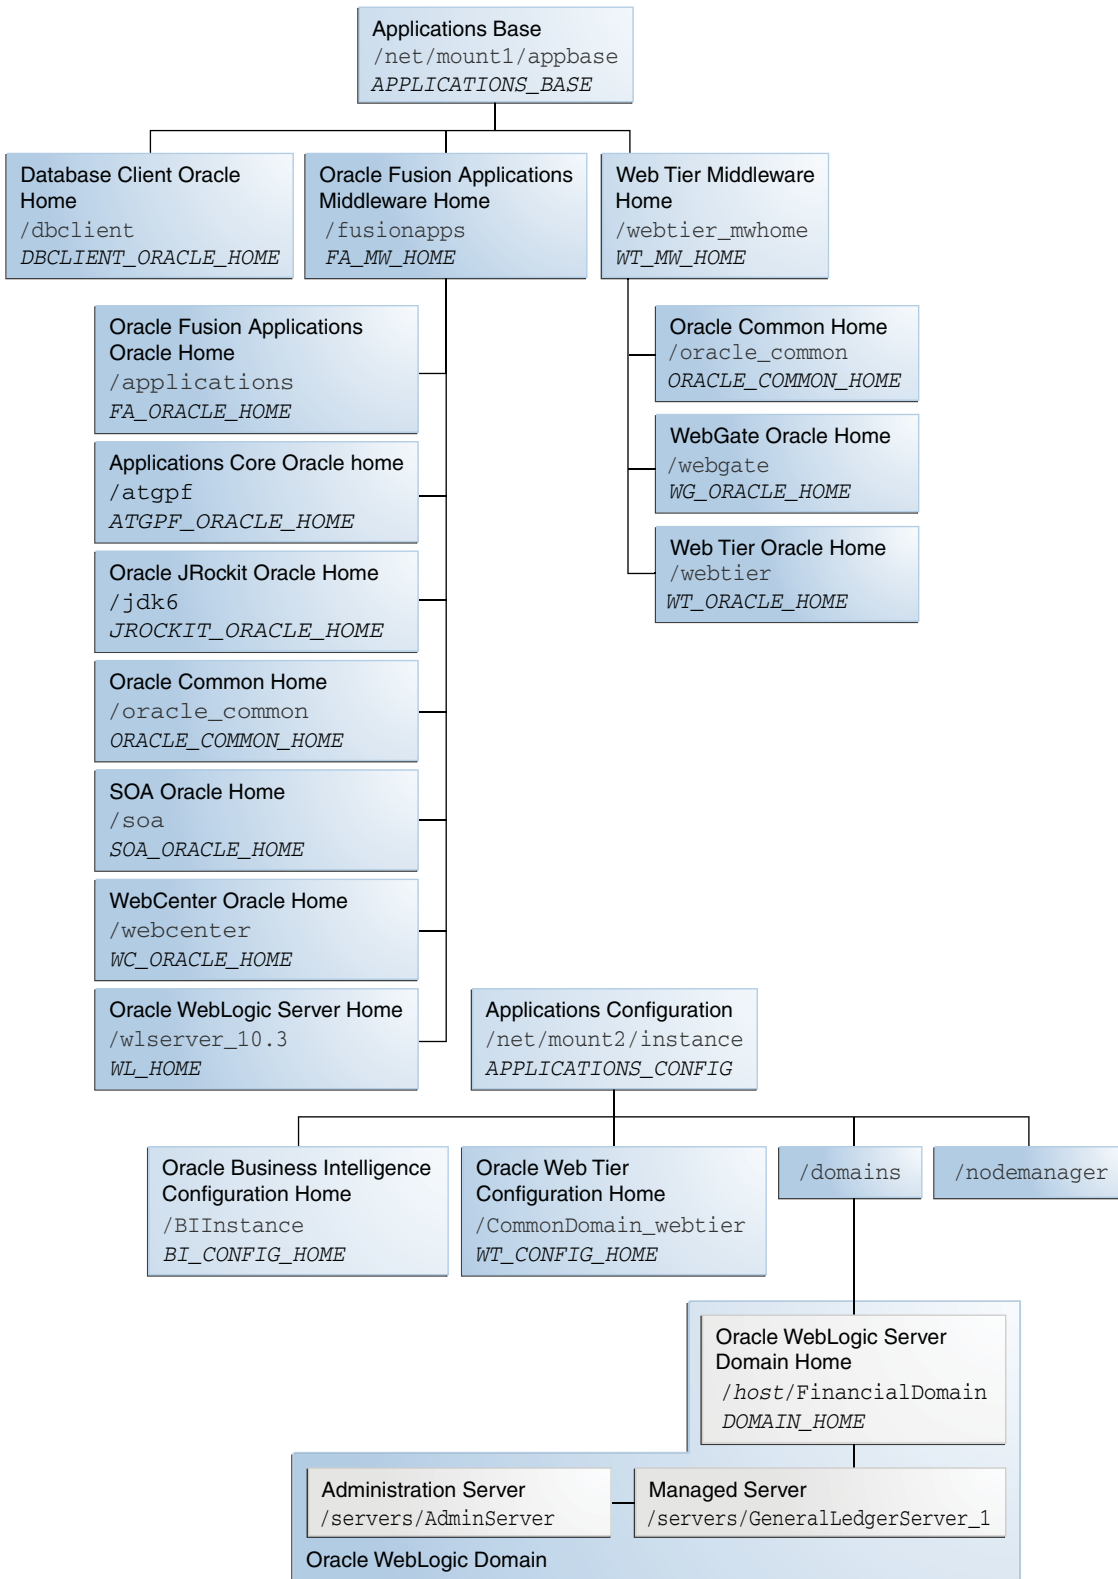 Applications Base
/net/mount1/appbase
APPLICATIONS_BASE
Database Client Oracle
Home
/dbclient
DBCLIENT_ORACLE_HOME
Oracle Fusion Applications
Middleware Home
/fusionapps
FA_MW_HOME
Web Tier Middleware
Home
/webtier_mwhome
WT_MW_HOME
Oracle Fusion Applications
Oracle Home
/applications
FA_ORACLE_HOME
Applications Core Oracle home
/atgpf
ATGPF_ORACLE_HOME
Oracle JRockit Oracle Home
/jdk6
JROCKIT_ORACLE_HOME
Oracle Common Home
/oracle_common
ORACLE_COMMON_HOME
SOA Oracle Home
/soa
SOA_ORACLE_HOME
WebCenter Oracle Home
/webcenter
WC_ORACLE_HOME
Oracle WebLogic Server Home
/wlserver_10.3
WL_HOME
Oracle Common Home
/oracle_common
ORACLE_COMMON_HOME
WebGate Oracle Home
/webgate
WG_ORACLE_HOME
Web Tier Oracle Home
/webtier
WT_ORACLE_HOME
Applications Configuration
/net/mount2/instance
APPLICATIONS_CONFIG
Oracle Business Intelligence
Configuration Home
/BIInstance
BI_CONFIG_HOME
Oracle Web Tier
Configuration Home
/CommonDomain_webtier
WT_CONFIG_HOME
/domains
/nodemanager
Oracle WebLogic Server
Domain Home
/host/FinancialDomain
DOMAIN_HOME
Administration Server
/servers/AdminServer
Managed Server
/servers/GeneralLedgerServer_1
Oracle WebLogic Domain